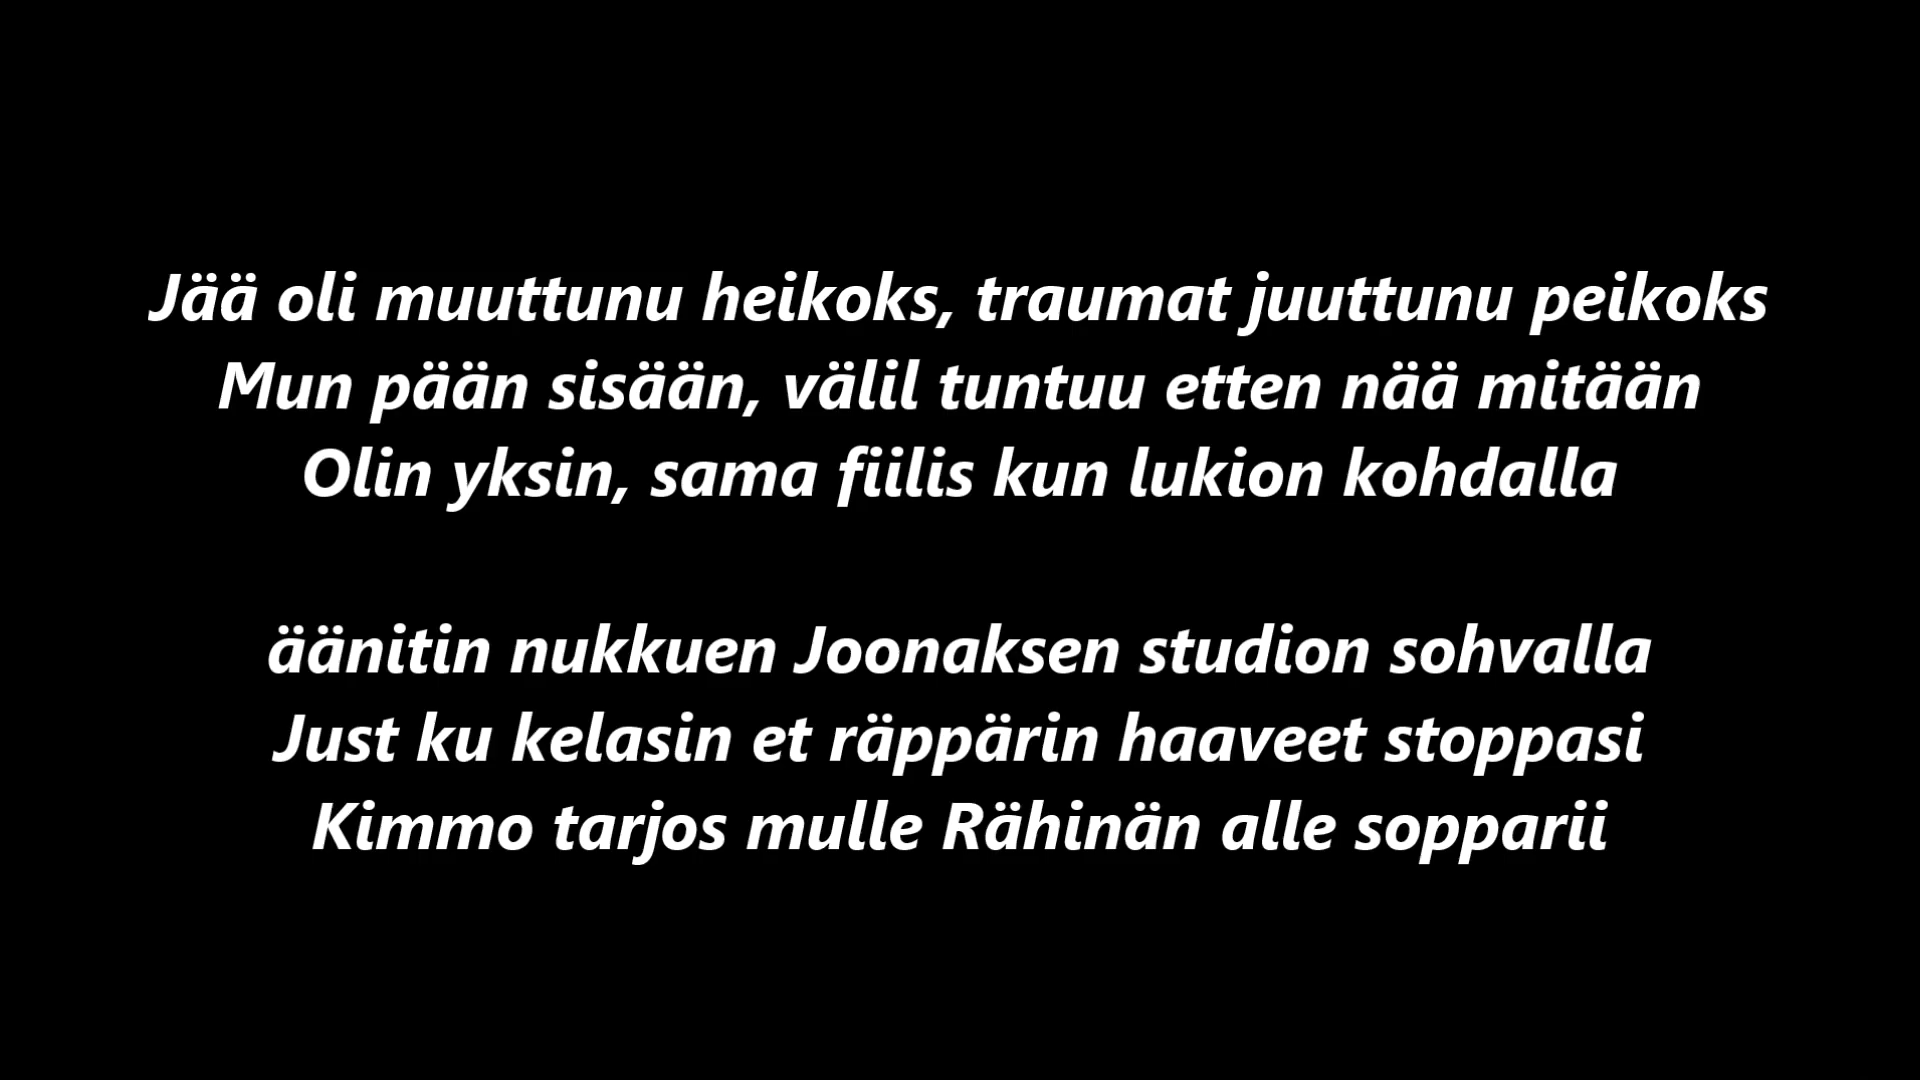 Jää oli muuttunu heikoks, traumat juuttunu peikoks
Mun pään sisään, välil tuntuu etten nää mitään
Olin yksin, sama fiilis kun lukion kohdalla
äänitin nukkuen Joonaksen studion sohvalla
Just ku kelasin et räppärin haaveet stoppasi
Kimmo tarjos mulle Rähinän alle sopparii